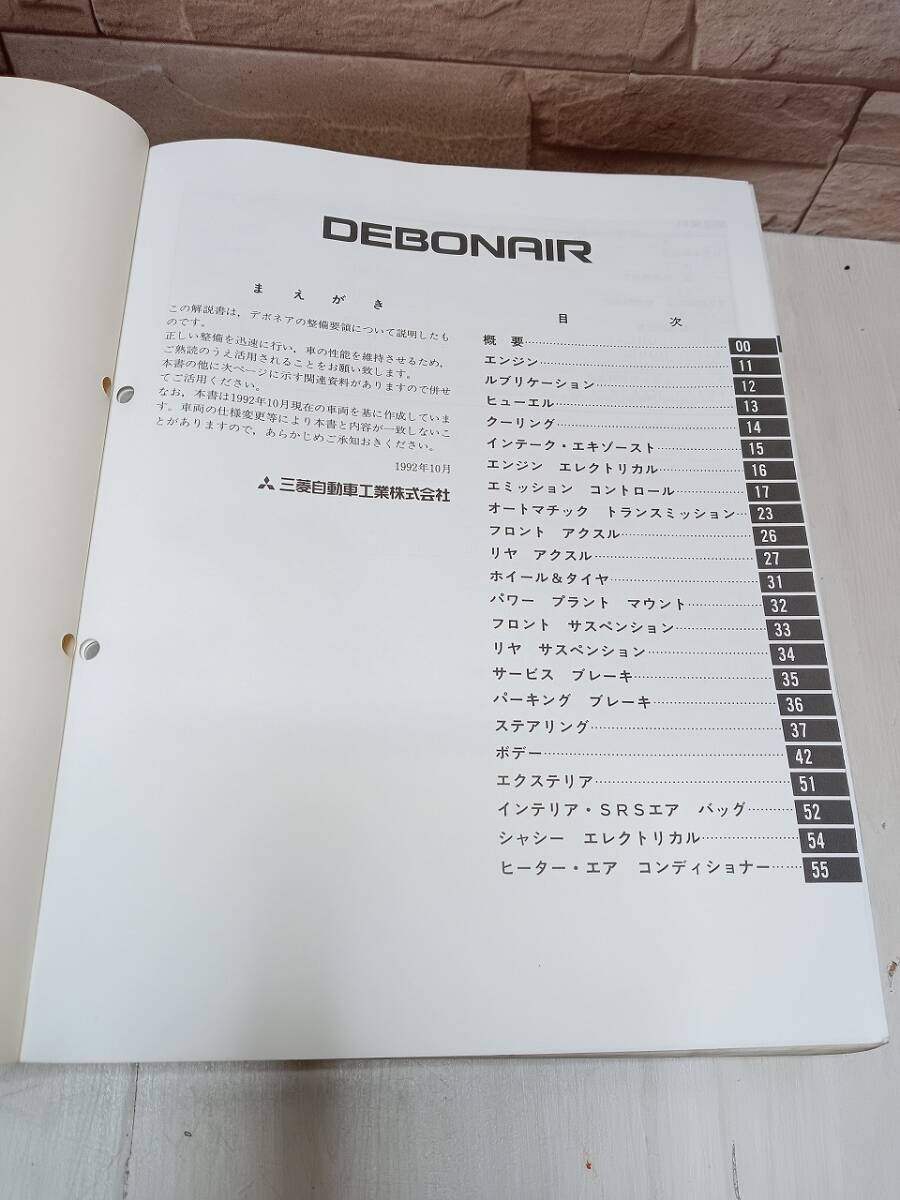 DEBONAIR
まえがき
この解説書は，デボネアの整備要領について説明したも
のです。
正しい整備を迅速に行い，車の性能を維持させるため，
ご熟読のうえ活用されることをお願い致します。
本書の他に次ページに示す関連資料がありますので併せ
てご活用ください。
なお，本書は1992年10月現在の車両を基に作成していま
す。車両の仕様変更等により本書と内容が一致しないこ
とがありますので，あらかじめご承知おきください。
1992年10月
三菱自動車工業株式会社
目 次
概 要 00
エンジン 11
ルブリケーション 12
ヒューエル 13
クーリング 14
インテーク・エキゾースト 15
エンジン エレクトリカル 16
エミッション コントロール 17
オートマチック トランスミッション 23
フロント アクスル 26
リヤ アクスル 27
ホイール＆タイヤ 31
パワー プラント マウント 32
フロント サスペンション 33
リヤ サスペンション 34
サービス ブレーキ 35
パーキング ブレーキ 36
ステアリング 37
ボデー 42
エクステリア 51
インテリア・SRSエア バッグ 52
シャシー エレクトリカル 54
ヒーター・エア コンディショナー 55